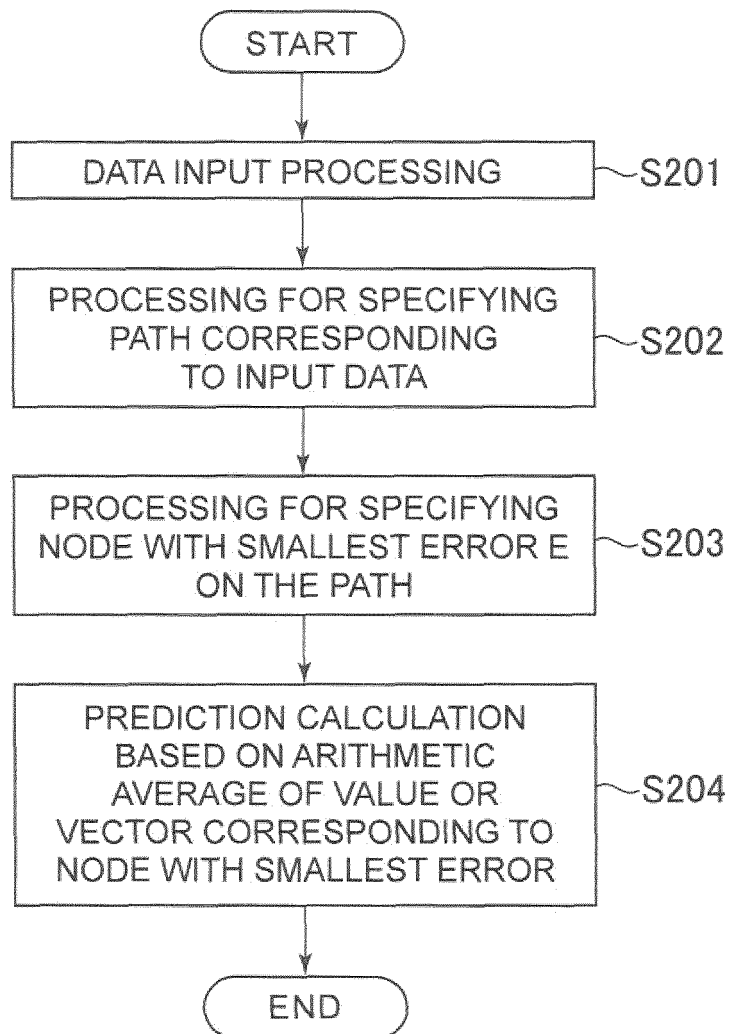 START
DATA INPUT PROCESSING
S201
PROCESSING FOR SPECIFYING
PATH CORRESPONDING
TO INPUT DATA
S202
PROCESSING FOR SPECIFYING
NODE WITH SMALLEST ERROR E
ON THE PATH
S203
PREDICTION CALCULATION
BASED ON ARITHMETIC
AVERAGE OF VALUE OR
VECTOR CORRESPONDING TO
NODE WITH SMALLEST ERROR
S204
END